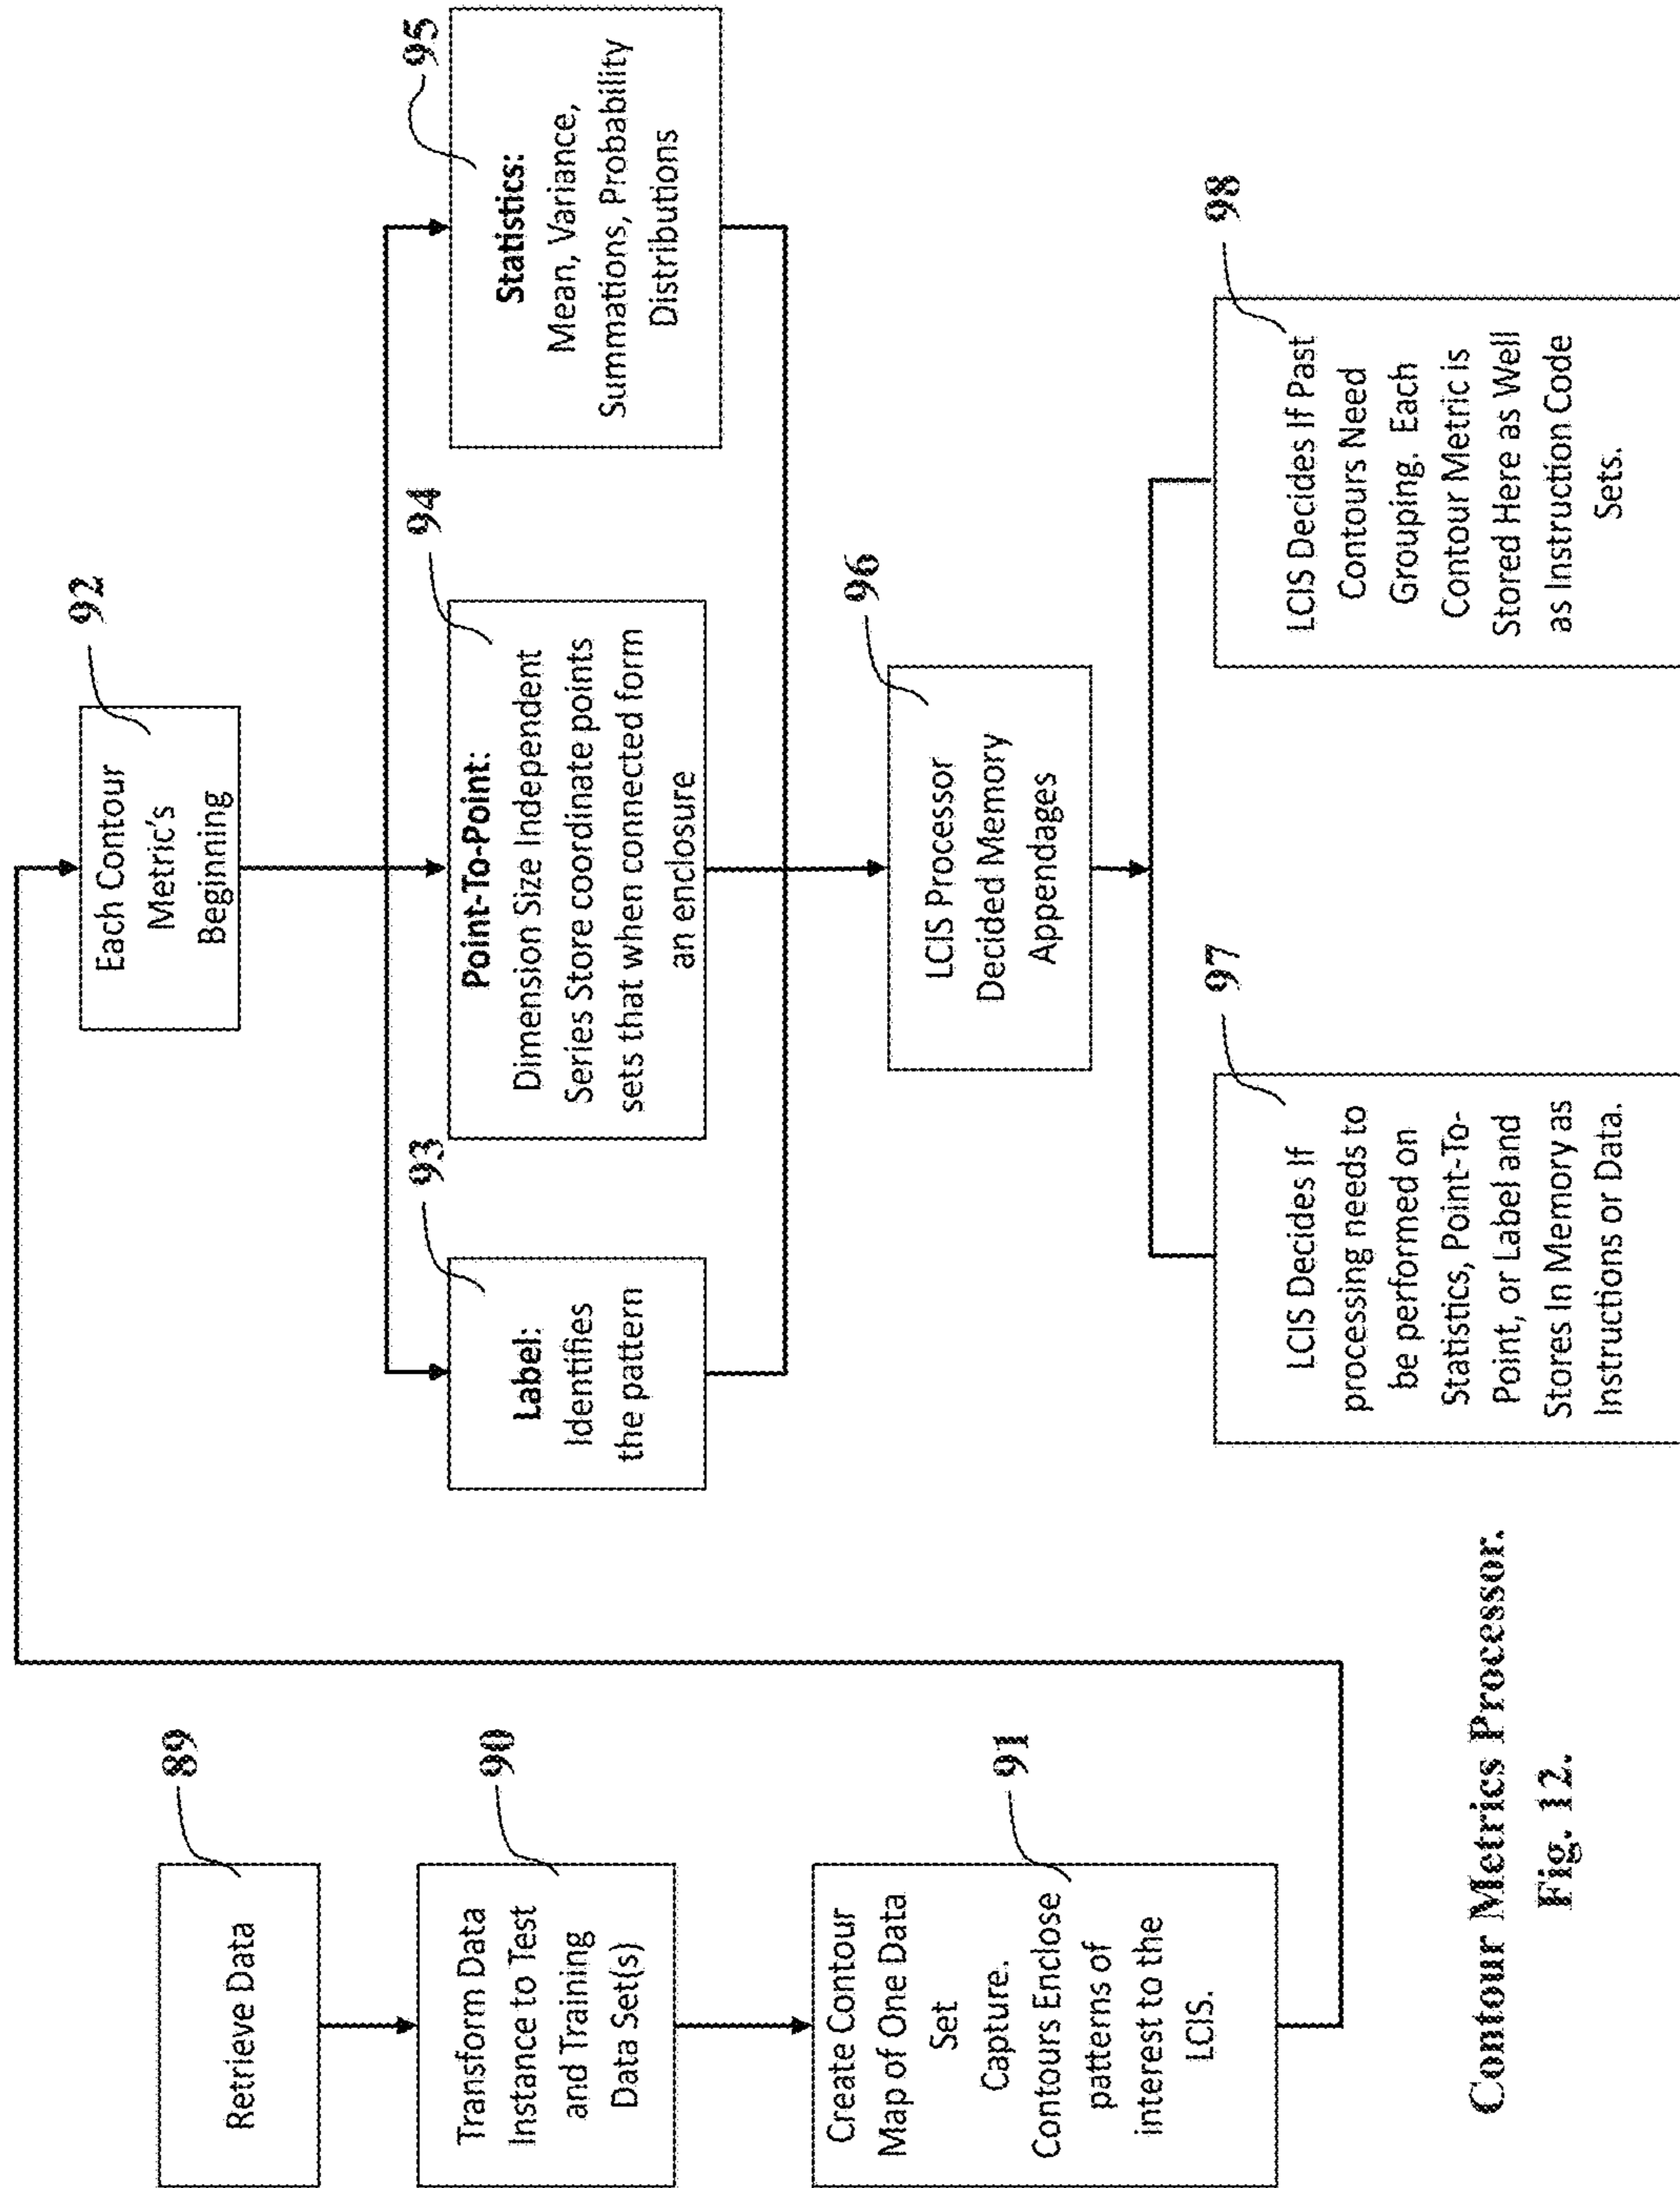 89
Retrieve Data
90
Transform Data
Instance to Test
and Training
Data Set(s)
91
Create Contour
Map of One Data
Set
Capture.
Contours Enclose
patterns of
interest to the
LCIS.
92
Each Contour
Metric's
Beginning
93
Label:
Identifies
the pattern
94
Point-To-Point:
Dimension Size Independent
Series Store coordinate points
sets that when connected form
an enclosure
95
Statistics:
Mean, Variance,
Summations, Probability
Distributions
96
LCIS Processor
Decided Memory
Appendages
97
LCIS Decides If
processing needs to
be performed on
Statistics, Point-To-
Point, or Label and
Stores In Memory as
Instructions or Data.
98
LCIS Decides If Past
Contours Need
Grouping. Each
Contour Metric is
Stored Here as Well
as Instruction Code
Sets.
Contour Metrics Processor.
Fig. 12.